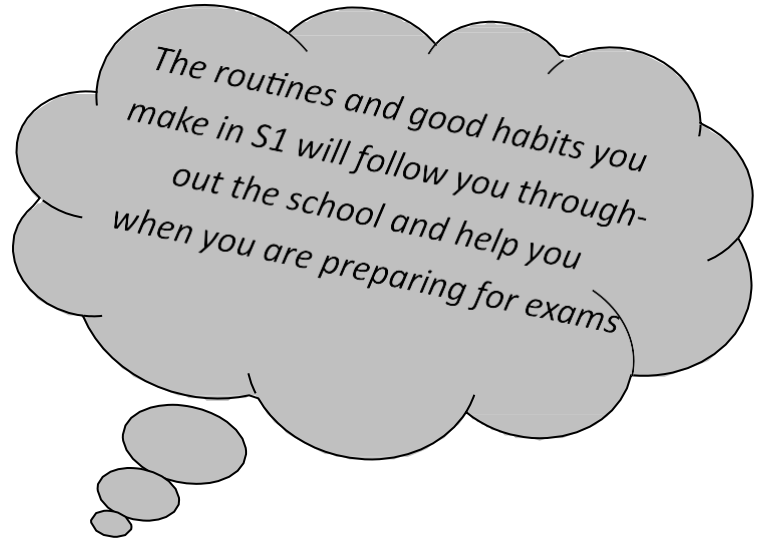 The routines and good habits you
make in S1 will follow you through-
out the school and help you
when you are preparing for exams